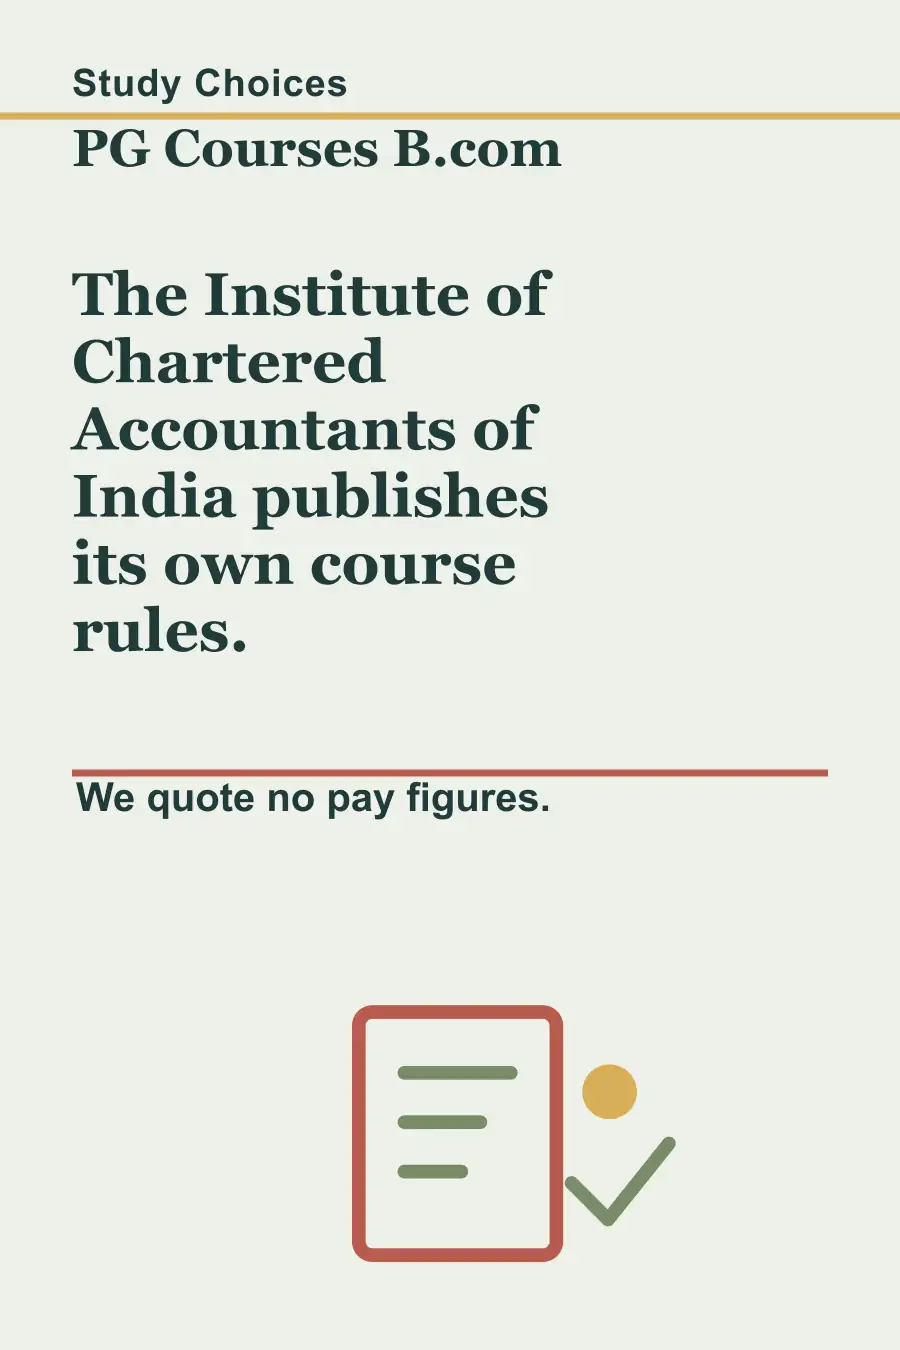 Study Choices
PG Courses B.com
The Institute of
Chartered
Accountants of
India publishes
its own course
rules.
We quote no pay figures.